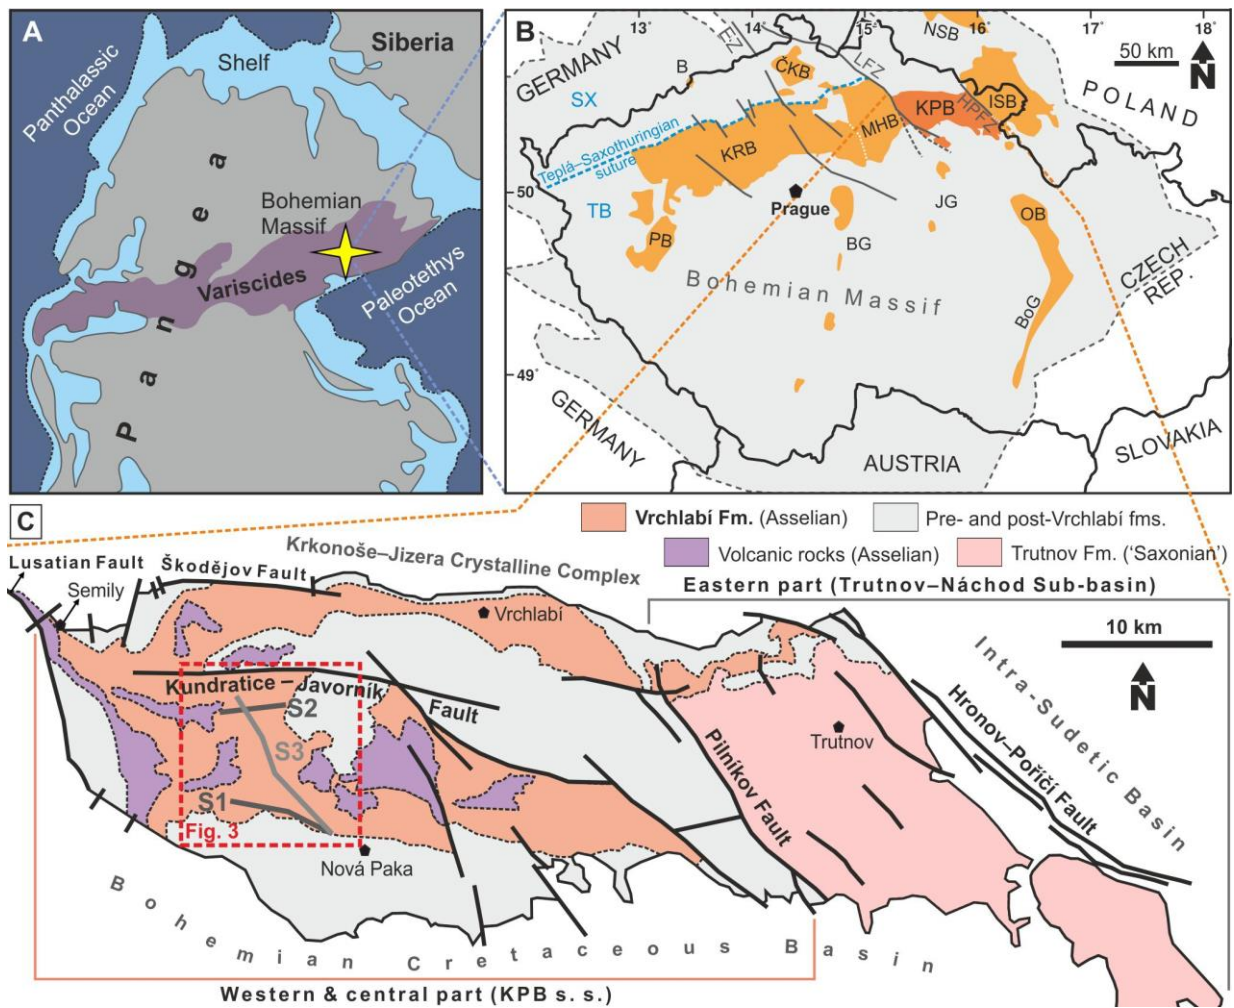 A
Siberia
Shelf
Panthalassic
Ocean
Bohemian
Massif
Variscides
Paleotethys
Ocean
Pangea
B
13
14
15
16
17
18
50 km
N
GERMANY
POLAND
NSB
E-Z
LFZ
B
ČKB
SX
KPB
HPFZ
ISB
MHB
KRB
Teplá–Saxothuringian
suture
50
TB
Prague
JG
OB
PB
BG
CZECH
REP.
Bohemian Massif
BoG
49
GERMANY
AUSTRIA
SLOVAKIA
C
Vrchlabí Fm. (Asselian)
Pre- and post-Vrchlabí fms.
Volcanic rocks (Asselian)
Trutnov Fm. ('Saxonian')
Krkonoše–Jizera Crystalline Complex
Eastern part (Trutnov–Náchod Sub-basin)
Lusatian Fault
Škodějov Fault
Semily
Vrchlabí
10 km
N
Kundratice – Javorník
Fault
S2
S3
S1
Fig. 3
Nová Paka
Pilníkov Fault
Trutnov
Hronov–Poříčí Fault
Intra-Sudetic Basin
Bohemian Cretaceous Basin
Western & central part (KPB s. s.)